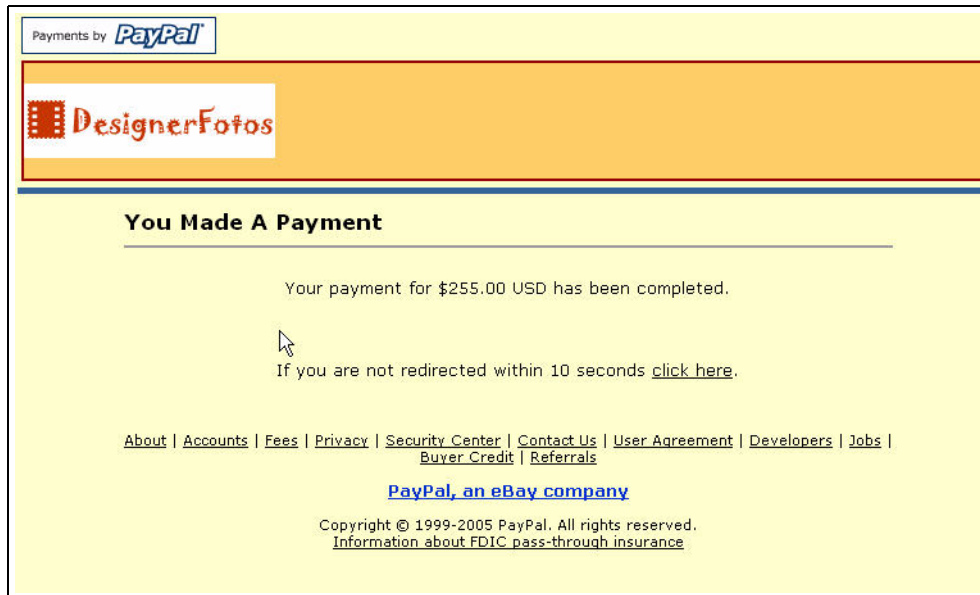 Payments by PayPal
DesignerFotos
You Made A Payment
Your payment for $255.00 USD has been completed.
If you are not redirected within 10 seconds click here.
About | Accounts | Fees | Privacy | Security Center | Contact Us | User Agreement | Developers | Jobs |
Buyer Credit | Referrals
PayPal, an eBay company
Copyright © 1999-2005 PayPal. All rights reserved.
Information about FDIC pass-through insurance